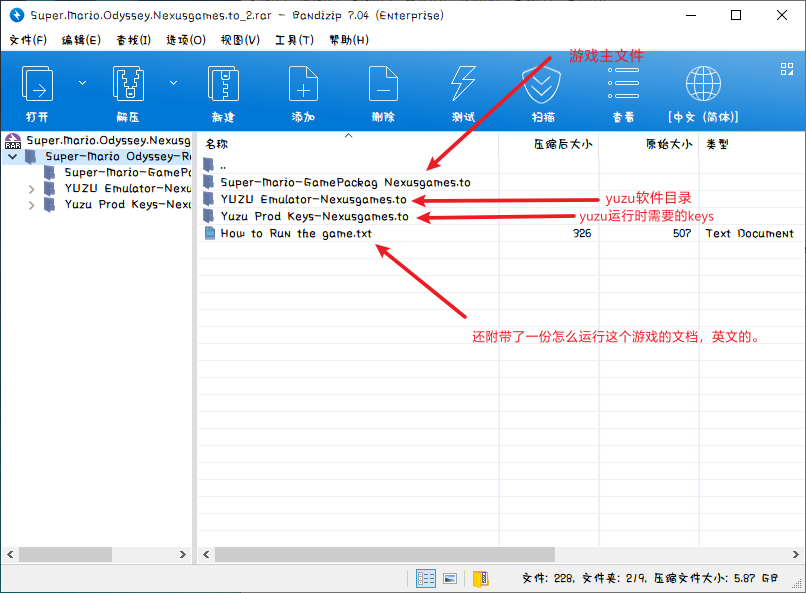 Super.Mario.Odyssey.Nexusgames.to_2.rar - Bandizip 7.04 (Enterprise)
文件(F) 编辑(E) 查找(I) 选项(O) 视图(V) 工具(T) 帮助(H)
游戏主文件
打开 解压 新建 添加 删除 测试 扫描 查看 [中文 (简体)]
Super.Mario.Odyssey.Nexusg
Super-Mario Odyssey-R
Super-Mario-GamePa
YUZU Emulator-Nexu
Yuzu Prod Keys-Nexu
名称 压缩后大小 原始大小 类型
..
Super-Mario-GamePackag Nexusgames.to
YUZU Emulator-Nexusgames.to
yuzu软件目录
Yuzu Prod Keys-Nexusgames.to
yuzu运行时需要的keys
How to Run the game.txt 326 507 Text Document
还附带了一份怎么运行这个游戏的文档，英文的。
文件: 228, 文件夹: 219, 压缩文件大小: 5.87 GB